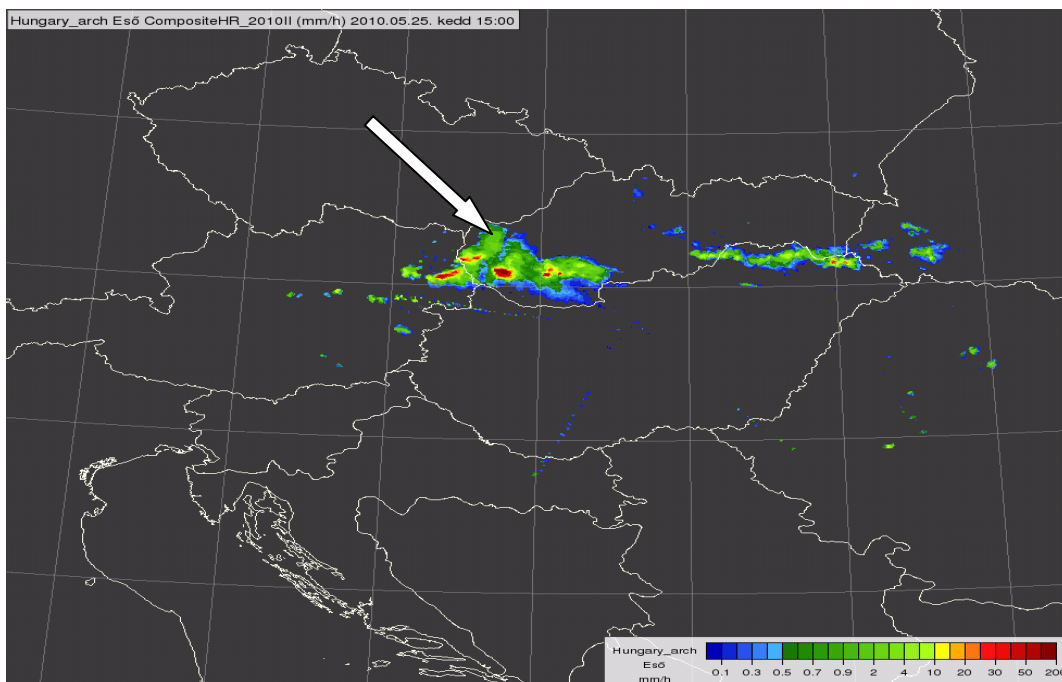 Hungary_arch Eső CompositeHR_2010II (mm/h) 2010.05.25. kedd 15:00
Hungary_arch
Eső
mm/h
0.1 0.3 0.5 0.7 0.9 2 4 10 20 30 50 200